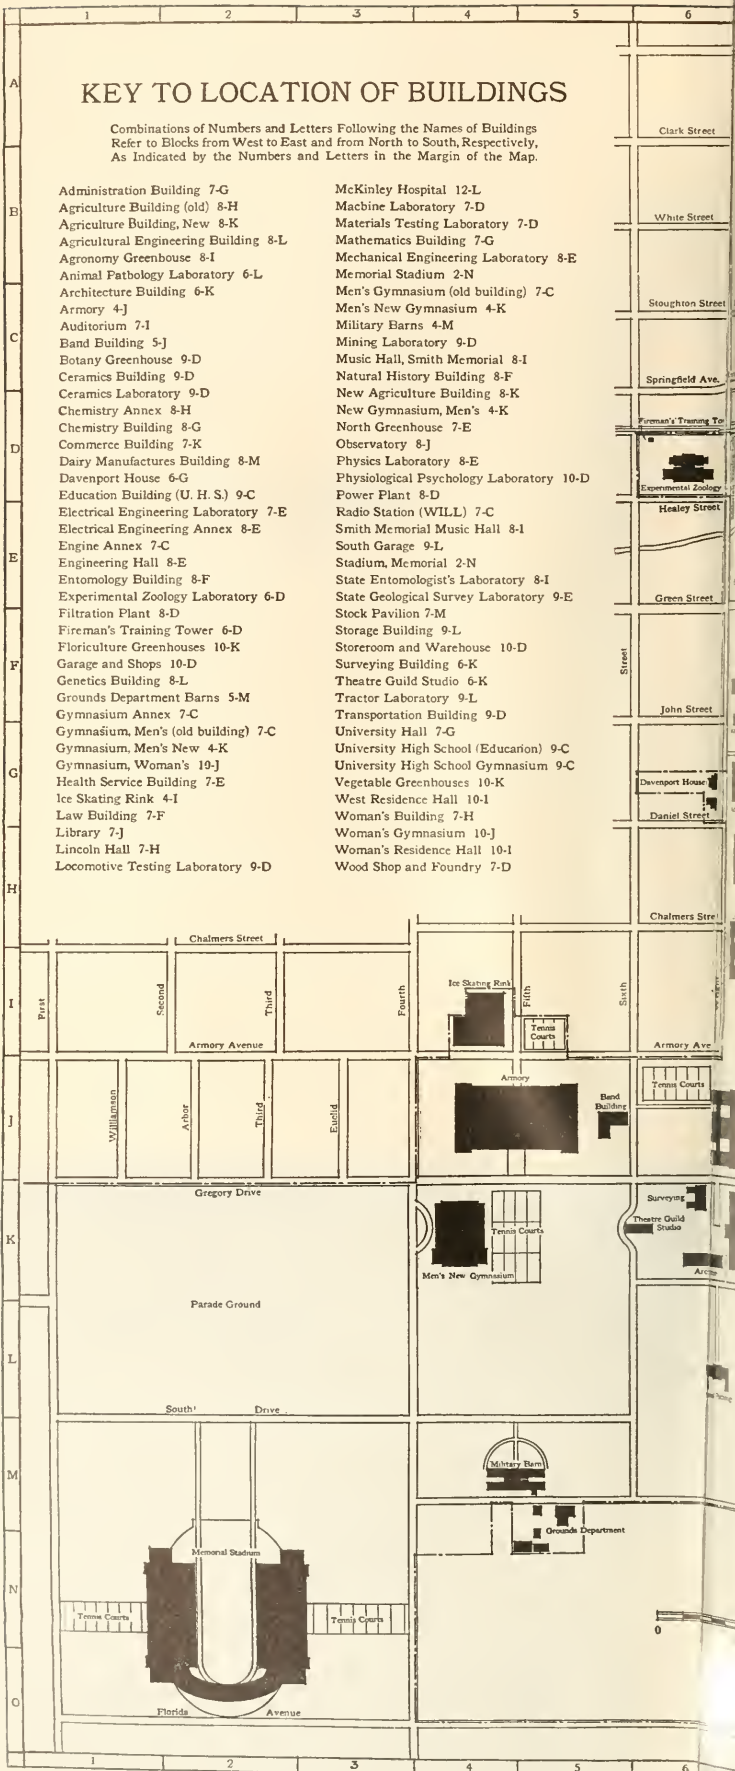 1 2 3 4 5 6
A
KEY TO LOCATION OF BUILDINGS
Combinations of Numbers and Letters Following the Names of Buildings
Refer to Blocks from West to East and from North to South, Respectively,
As Indicated by the Numbers and Letters in the Margin of the Map.
Administration Building 7-G
Agriculture Building (old) 8-H
Agriculture Building, New 8-K
Agricultural Engineering Building 8-L
Agronomy Greenhouse 8-I
Animal Pathology Laboratory 6-L
Architecture Building 6-K
Armory 4-J
Auditorium 7-I
Band Building 5-J
Botany Greenhouse 9-D
Ceramics Building 9-D
Ceramics Laboratory 9-D
Chemistry Annex 8-H
Chemistry Building 8-G
Commerce Building 7-K
Dairy Manufactures Building 8-M
Davenport House 6-G
Education Building (U. H. S.) 9-C
Electrical Engineering Laboratory 7-E
Electrical Engineering Annex 8-E
Engine Annex 7-C
Engineering Hall 8-E
Entomology Building 8-F
Experimental Zoology Laboratory 6-D
Filtration Plant 8-D
Fireman's Training Tower 6-D
Floriculture Greenhouses 10-K
Garage and Shops 10-D
Genetics Building 8-L
Grounds Department Barns 5-M
Gymnasium Annex 7-C
Gymnasium, Men's (old building) 7-C
Gymnasium, Men's New 4-K
Gymnasium, Woman's 10-J
Health Service Building 7-E
Ice Skating Rink 4-I
Law Building 7-F
Library 7-J
Lincoln Hall 7-H
Locomotive Testing Laboratory 9-D
McKinley Hospital 12-L
Machine Laboratory 7-D
Materials Testing Laboratory 7-D
Mathematics Building 7-G
Mechanical Engineering Laboratory 8-E
Memorial Stadium 2-N
Men's Gymnasium (old building) 7-C
Men's New Gymnasium 4-K
Military Barns 4-M
Mining Laboratory 9-D
Music Hall, Smith Memorial 8-I
Natural History Building 8-F
New Agriculture Building 8-K
New Gymnasium, Men's 4-K
North Greenhouse 7-E
Observatory 8-J
Physics Laboratory 8-E
Physiological Psychology Laboratory 10-D
Power Plant 8-D
Radio Station (WILL) 7-C
Smith Memorial Music Hall 8-I
South Garage 9-L
Stadium, Memorial 2-N
State Entomologist's Laboratory 8-I
State Geological Survey Laboratory 9-E
Stock Pavilion 7-M
Storage Building 9-L
Storeroom and Warehouse 10-D
Surveying Building 6-K
Theatre Guild Studio 6-K
Tractor Laboratory 9-L
Transportation Building 9-D
University Hall 7-G
University High School (Education) 9-C
University High School Gymnasium 9-C
Vegetable Greenhouses 10-K
West Residence Hall 10-I
Woman's Building 7-H
Woman's Gymnasium 10-J
Woman's Residence Hall 10-I
Wood Shop and Foundry 7-D
Clark Street
B
White Street
Stoughton Street
C
Springfield Ave.
Fireman's Training To
D
Experimental Zoology
Healey Street
E
Green Street
F
Street
John Street
G
Davenport House
Daniel Street
H
Chalmers Stre
Chalmers Street
I
First
Second
Third
Fourth
Ice Skating Rink
Fifth
Sixth
Tennis
Courts
Armory Avenue
Armory Ave
J
Williamson
Arbor
Third
Euclid
Armory
Band
Building
Tennis Courts
Gregory Drive
K
Surveying
Theatre Guild
Studio
Tennis Courts
Men's New Gymnasium
Parade Ground
L
South Drive
M
Military Barn
Grounds Department
Memorial Stadium
N
Tennis Courts
Tennis Courts
0
O
Florida Avenue
1 2 3 4 5 6